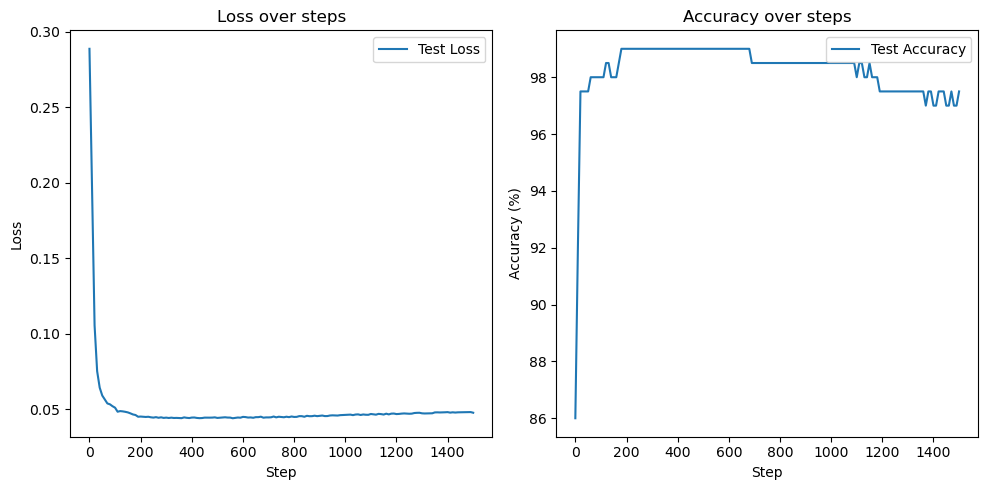 Loss over steps
Test Loss
0.30
0.25
0.20
0.15
0.10
0.05
Loss
0 200 400 600 800 1000 1200 1400
Step
Accuracy over steps
Test Accuracy
98
96
94
92
90
88
86
Accuracy (%)
0 200 400 600 800 1000 1200 1400
Step